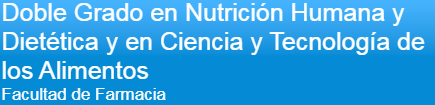 Doble Grado en Nutrición Humana y
Dietética y en Ciencia y Tecnología de
los Alimentos
Facultad de Farmacia